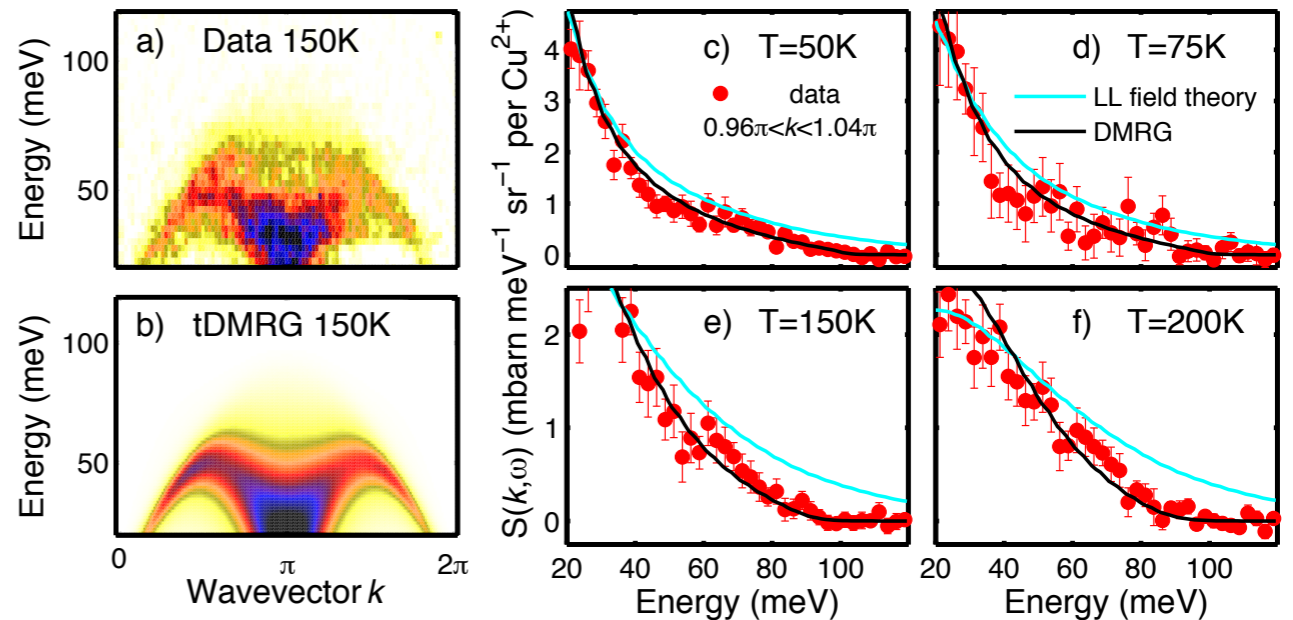 a) Data 150K
100
50
Energy (meV)
b) tDMRG 150K
100
50
Energy (meV)
0 π 2π
Wavevector k
S(k,ω) (mbarn meV⁻¹ sr⁻¹ per Cu²⁺
c) T=50K
data
0.96π<k<1.04π
4
3
2
1
0
d) T=75K
LL field theory
DMRG
e) T=150K
2
1
0
20 40 60 80 100
Energy (meV)
f) T=200K
20 40 60 80 100
Energy (meV)